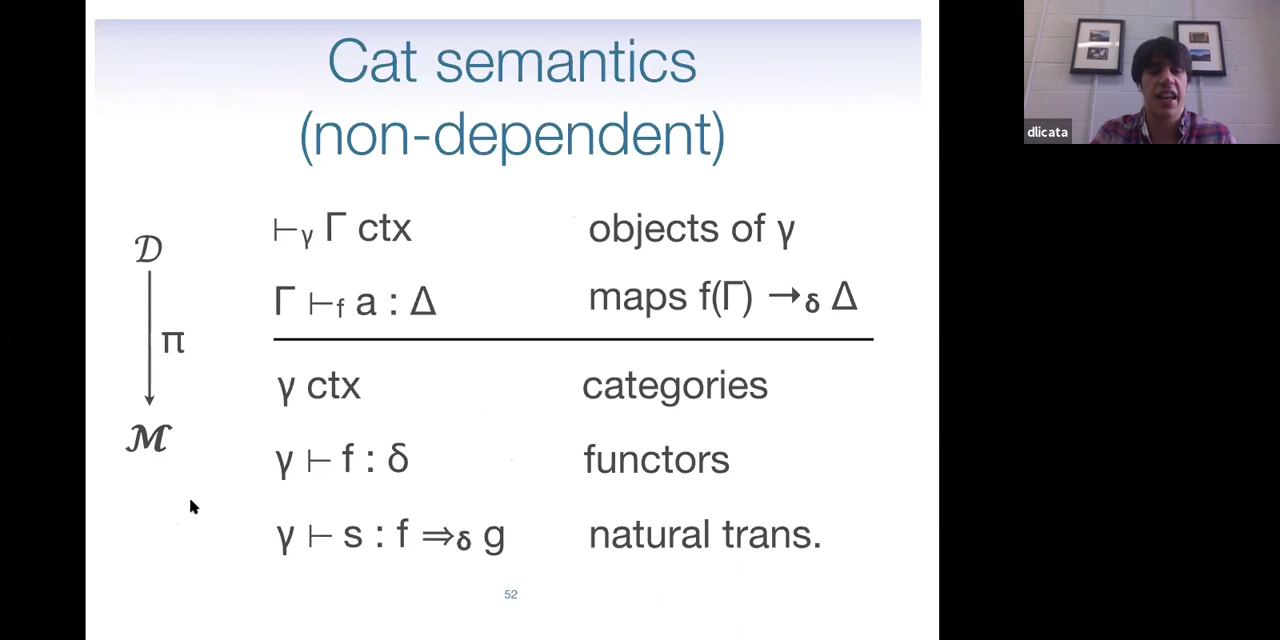 Cat semantics
(non-dependent)
dlicata
𝒟
π
ℳ
⊢γ Γ ctx objects of γ
Γ ⊢f a : Δ maps f(Γ) →δ Δ
γ ctx categories
γ ⊢ f : δ functors
γ ⊢ s : f ⇒δ g natural trans.
52